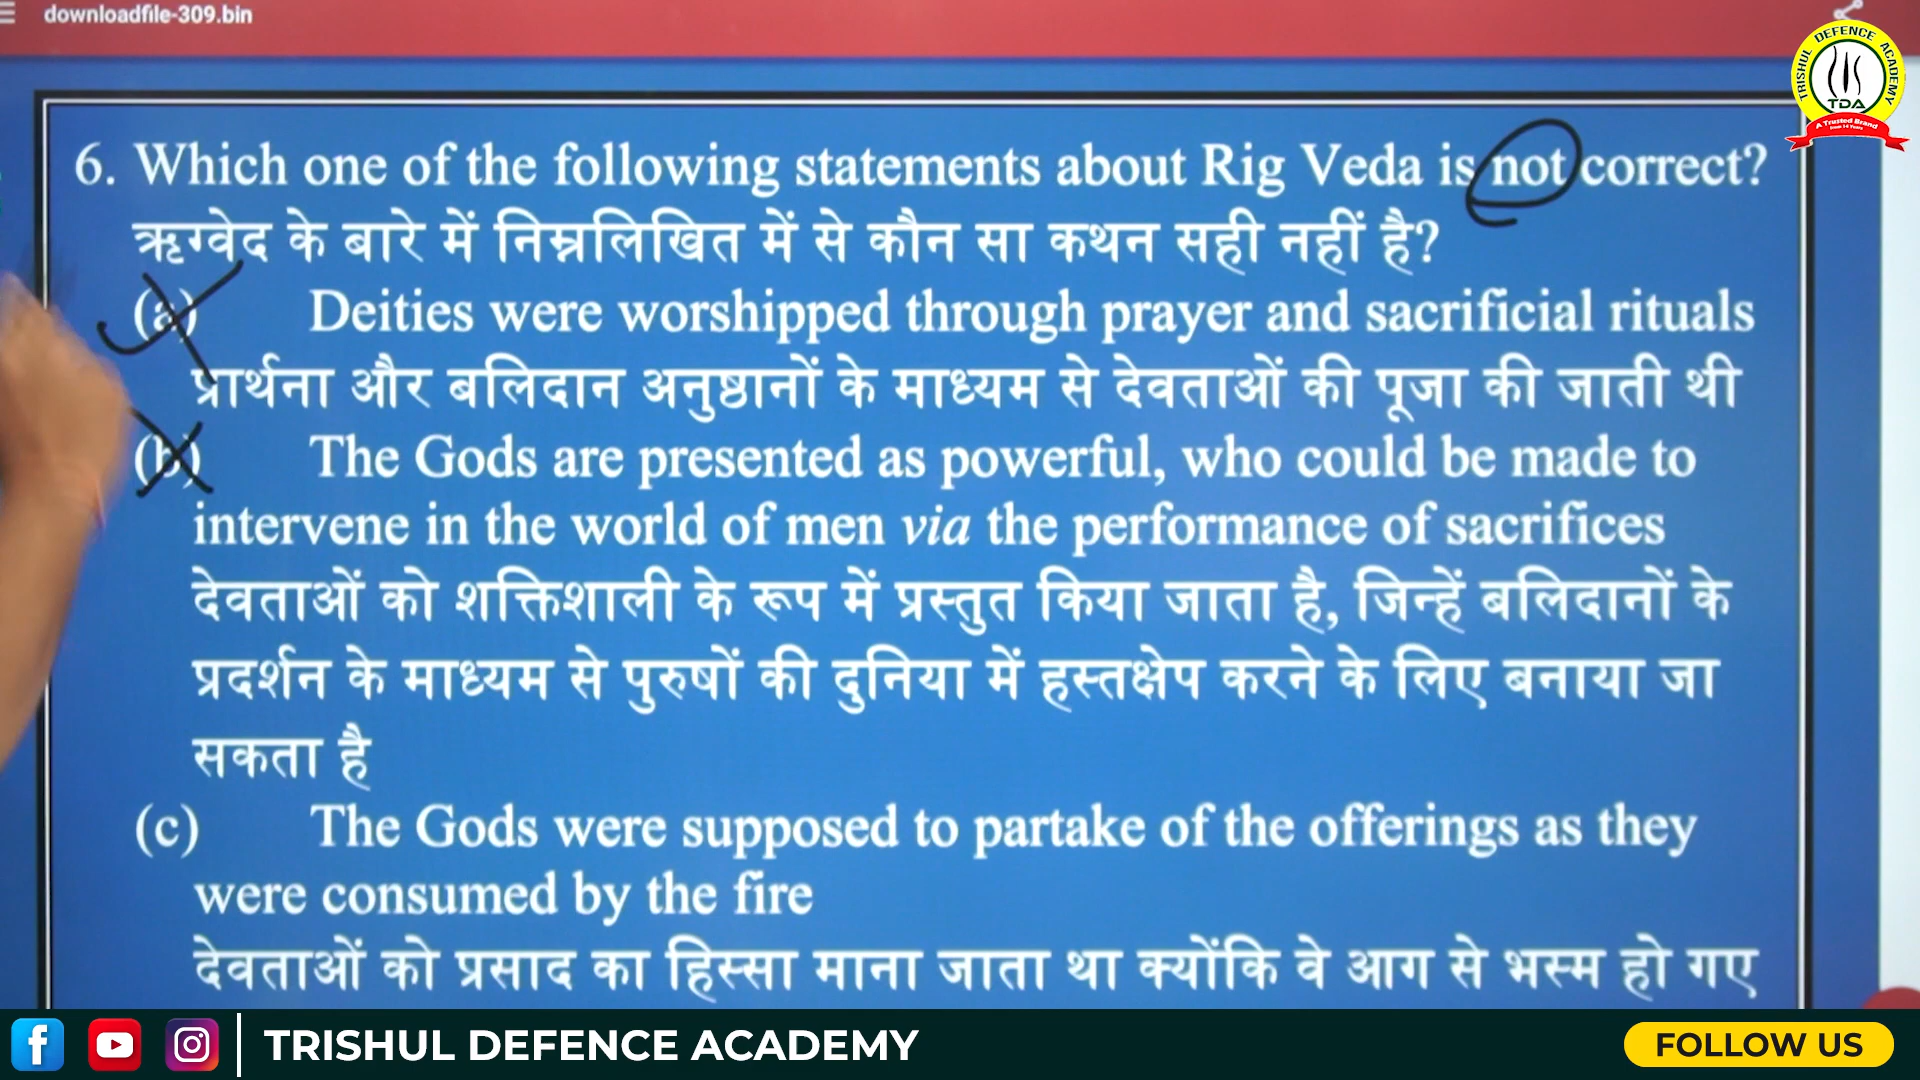 downloadfile-309.bin
TRISHUL DEFENCE ACADEMY
TDA
A Trusted Brand
6. Which one of the following statements about Rig Veda is not correct?
ऋग्वेद के बारे में निम्नलिखित में से कौन सा कथन सही नहीं है?
(a) Deities were worshipped through prayer and sacrificial rituals
प्रार्थना और बलिदान अनुष्ठानों के माध्यम से देवताओं की पूजा की जाती थी
(b) The Gods are presented as powerful, who could be made to
intervene in the world of men via the performance of sacrifices
देवताओं को शक्तिशाली के रूप में प्रस्तुत किया जाता है, जिन्हें बलिदानों के
प्रदर्शन के माध्यम से पुरुषों की दुनिया में हस्तक्षेप करने के लिए बनाया जा
सकता है
(c) The Gods were supposed to partake of the offerings as they
were consumed by the fire
देवताओं को प्रसाद का हिस्सा माना जाता था क्योंकि वे आग से भस्म हो गए
TRISHUL DEFENCE ACADEMY
FOLLOW US